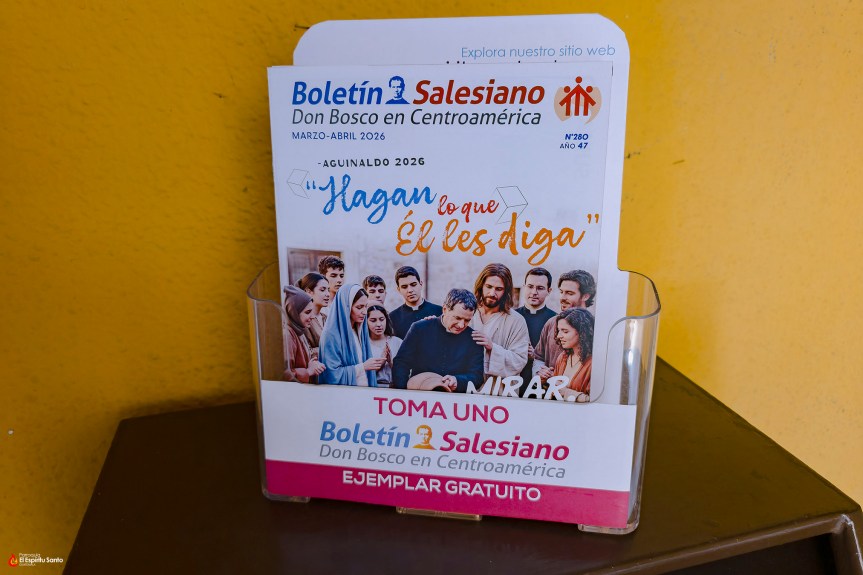 Explora nuestro sitio web
Boletín Salesiano
Don Bosco en Centroamérica
MARZO-ABRIL 2026
N°280
AÑO 47
-AGUINALDO 2026
"Hagan lo que
Él les diga"
MIRAR.
TOMA UNO
Boletín Salesiano
Don Bosco en Centroamérica
EJEMPLAR GRATUITO
Parroquia
El Espíritu Santo